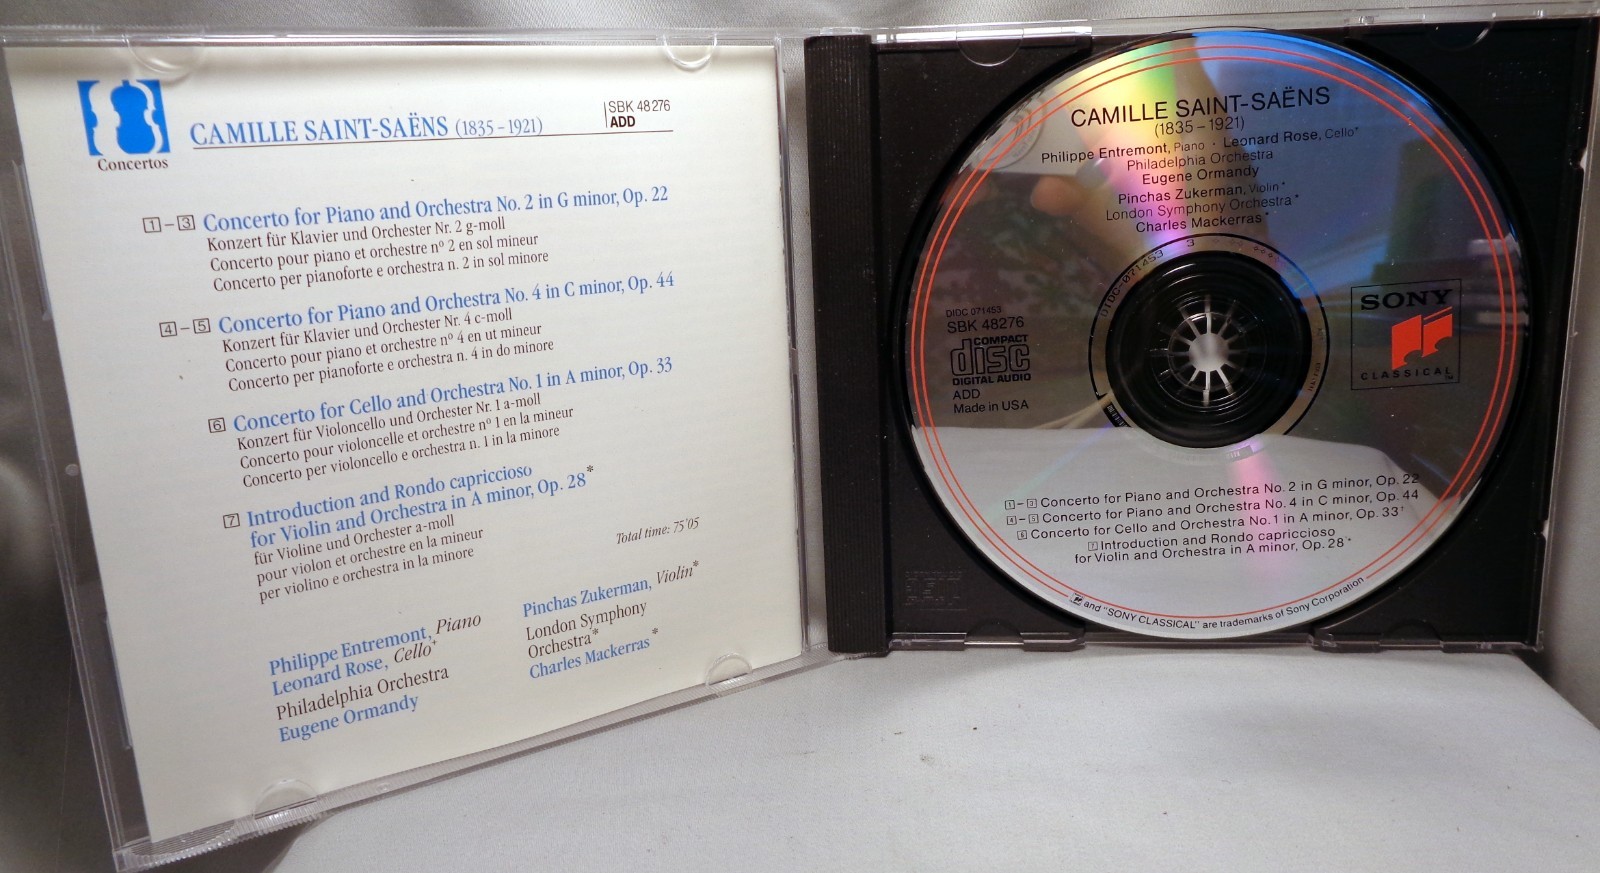 Concertos
CAMILLE SAINT-SAËNS (1835–1921)
SBK 48276
ADD
1 – 3 Concerto for Piano and Orchestra No. 2 in G minor, Op. 22
Konzert für Klavier und Orchester Nr. 2 g-moll
Concerto pour piano et orchestre nº 2 en sol mineur
Concerto per pianoforte e orchestra n. 2 in sol minore
4 – 5 Concerto for Piano and Orchestra No. 4 in C minor, Op. 44
Konzert für Klavier und Orchester Nr. 4 c-moll
Concerto pour piano et orchestre nº 4 en ut mineur
Concerto per pianoforte e orchestra n. 4 in do minore
6 Concerto for Cello and Orchestra No. 1 in A minor, Op. 33
Konzert für Violoncello und Orchester Nr. 1 a-moll
Concerto pour violoncelle et orchestre nº 1 en la mineur
Concerto per violoncello e orchestra n. 1 in la minore
7 Introduction and Rondo capriccioso
for Violin and Orchestra in A minor, Op. 28*
für Violine und Orchester a-moll
pour violon et orchestre en la mineur
per violino e orchestra in la minore
Total time: 75'05
Philippe Entremont, Piano
Leonard Rose, Cello+
Philadelphia Orchestra
Eugene Ormandy
Pinchas Zukerman, Violin*
London Symphony
Orchestra*
Charles Mackerras*
CAMILLE SAINT-SAËNS
(1835–1921)
Philippe Entremont, Piano · Leonard Rose, Cello+
Philadelphia Orchestra
Eugene Ormandy
Pinchas Zukerman, Violin*
London Symphony Orchestra*
Charles Mackerras*
DIDC-071453 3
DIDC 071453
SBK 48276
COMPACT
disc
DIGITAL AUDIO
ADD
Made in USA
SONY
CLASSICAL
1 – 3 Concerto for Piano and Orchestra No. 2 in G minor, Op. 22
4 – 5 Concerto for Piano and Orchestra No. 4 in C minor, Op. 44
6 Concerto for Cello and Orchestra No. 1 in A minor, Op. 33+
7 Introduction and Rondo capriccioso
for Violin and Orchestra in A minor, Op. 28*
and "SONY CLASSICAL" are trademarks of Sony Corporation